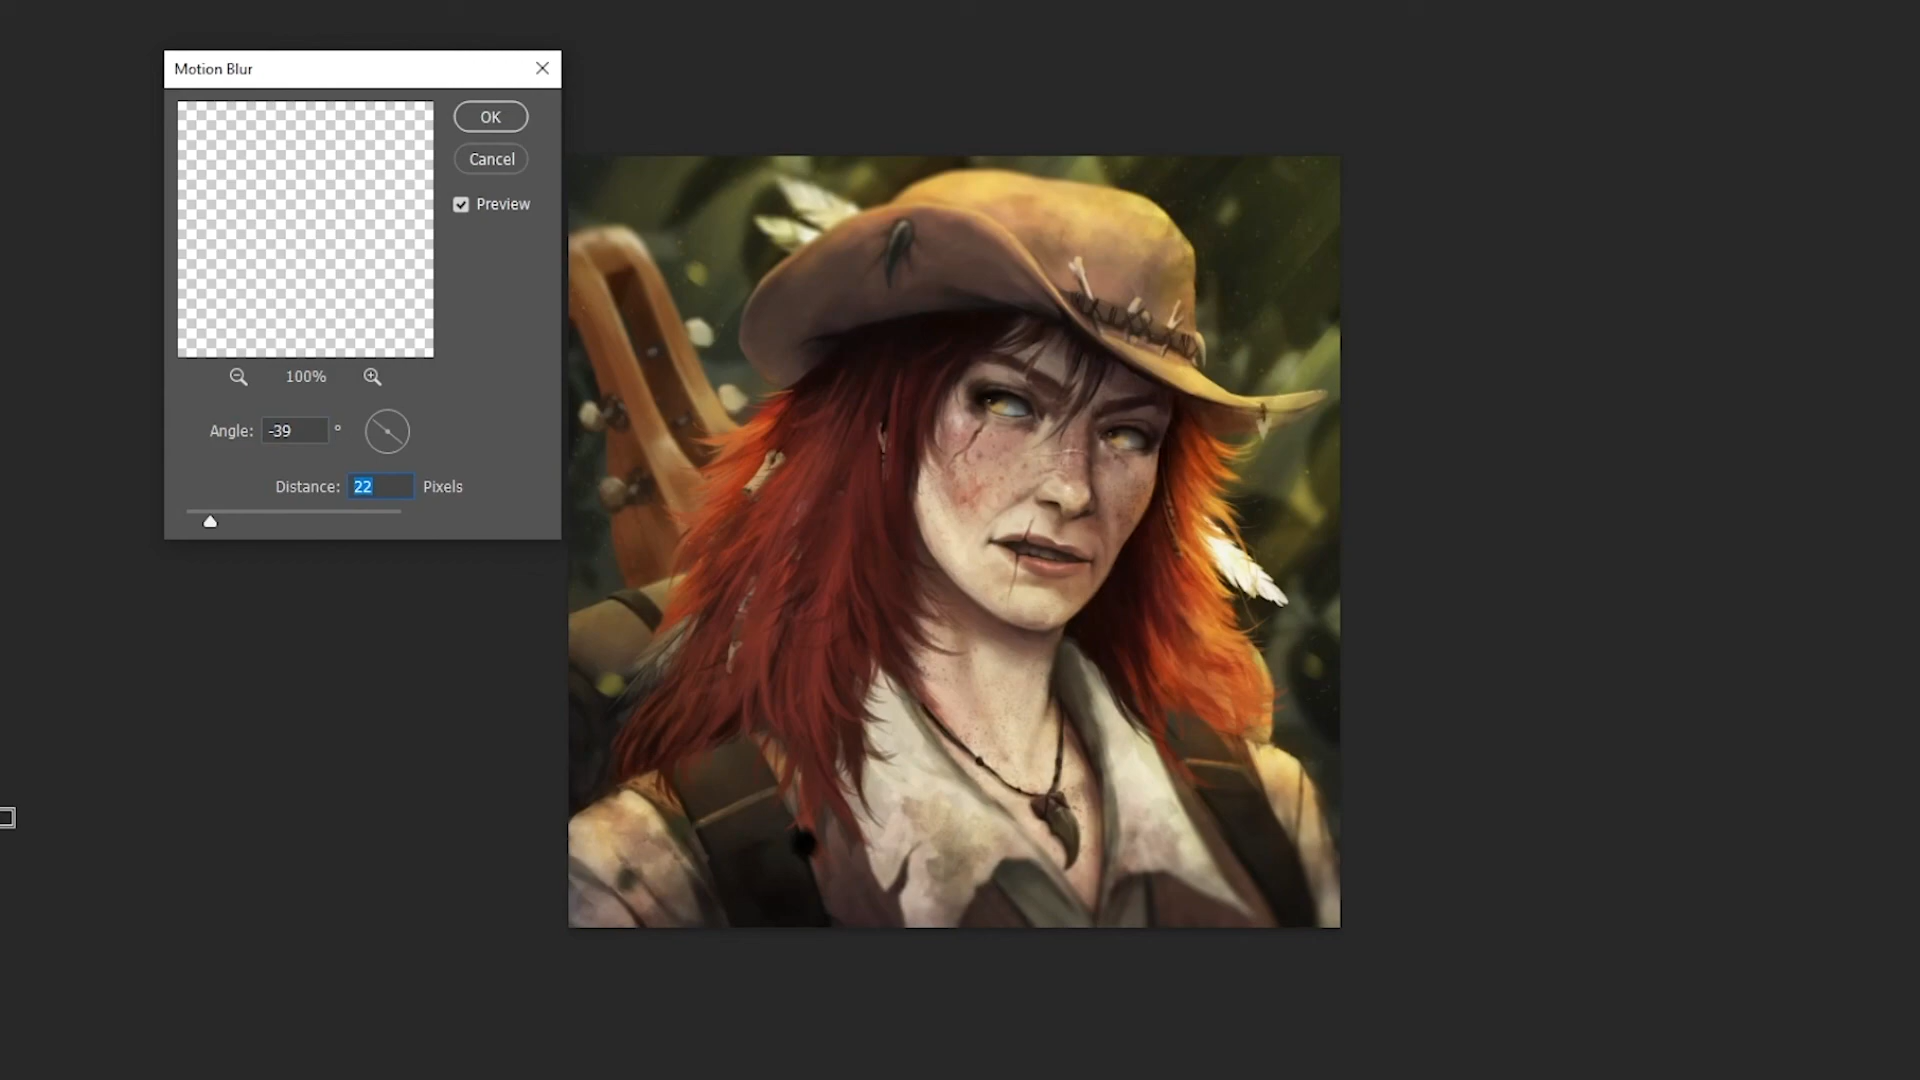 Motion Blur
OK
Cancel
Preview
100%
Angle: -39 °
Distance: 22 Pixels